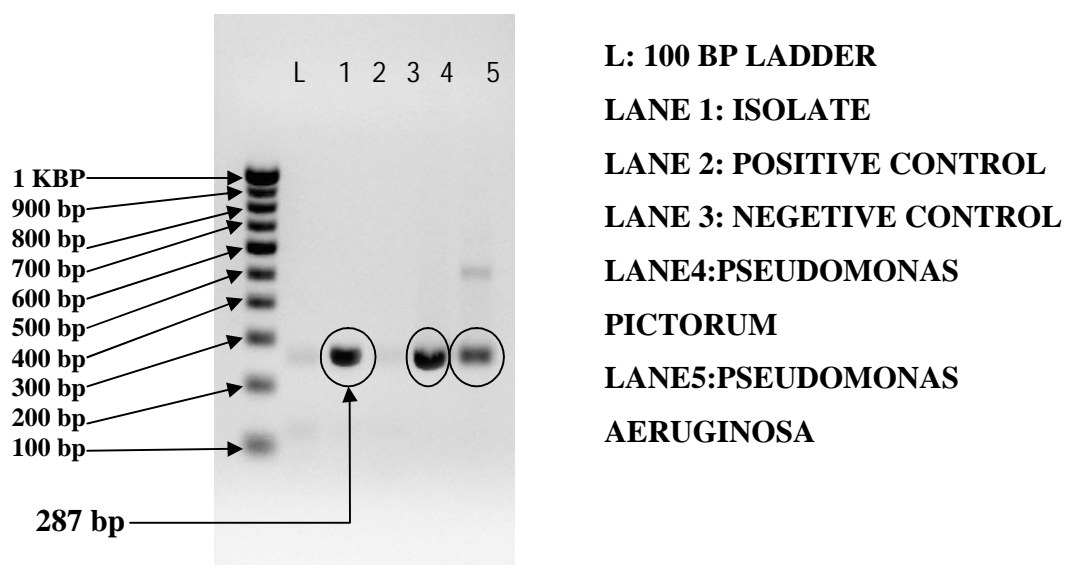 L 1 2 3 4 5
1 KBP
900 bp
800 bp
700 bp
600 bp
500 bp
400 bp
300 bp
200 bp
100 bp
287 bp
L: 100 BP LADDER
LANE 1: ISOLATE
LANE 2: POSITIVE CONTROL
LANE 3: NEGETIVE CONTROL
LANE4:PSEUDOMONAS
PICTORUM
LANE5:PSEUDOMONAS
AERUGINOSA